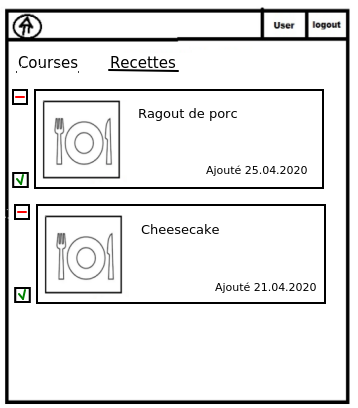 User logout
Courses Recettes
Ragout de porc
Ajouté 25.04.2020
Cheesecake
Ajouté 21.04.2020